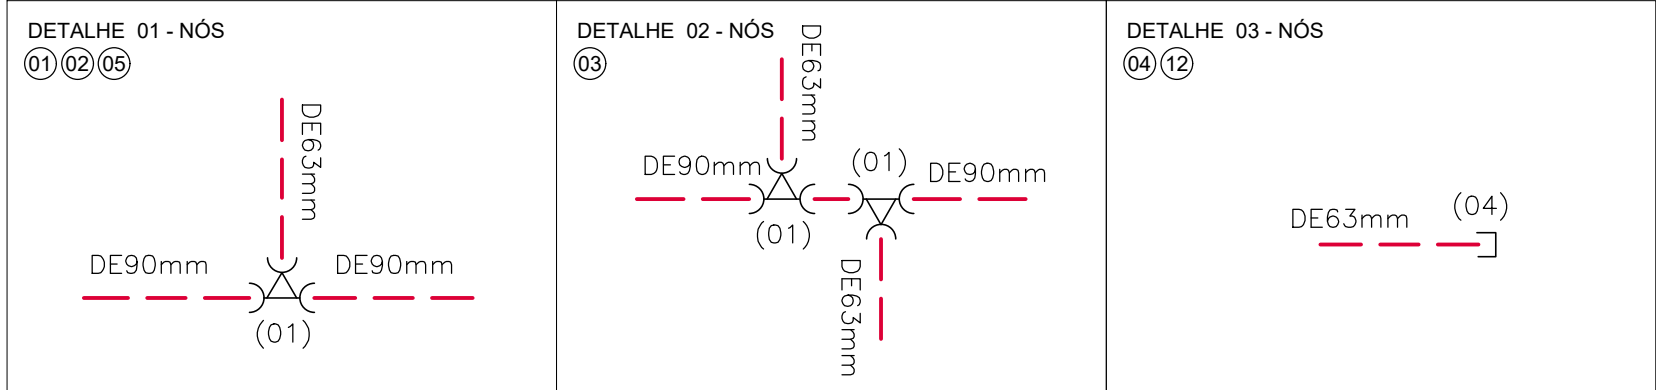 DETALHE 01 - NÓS
01 02 05
DE63mm
DE90mm
DE90mm
(01)
DETALHE 02 - NÓS
03
DE63mm
DE90mm
(01)
DE90mm
(01)
DE63mm
DETALHE 03 - NÓS
04 12
DE63mm
(04)